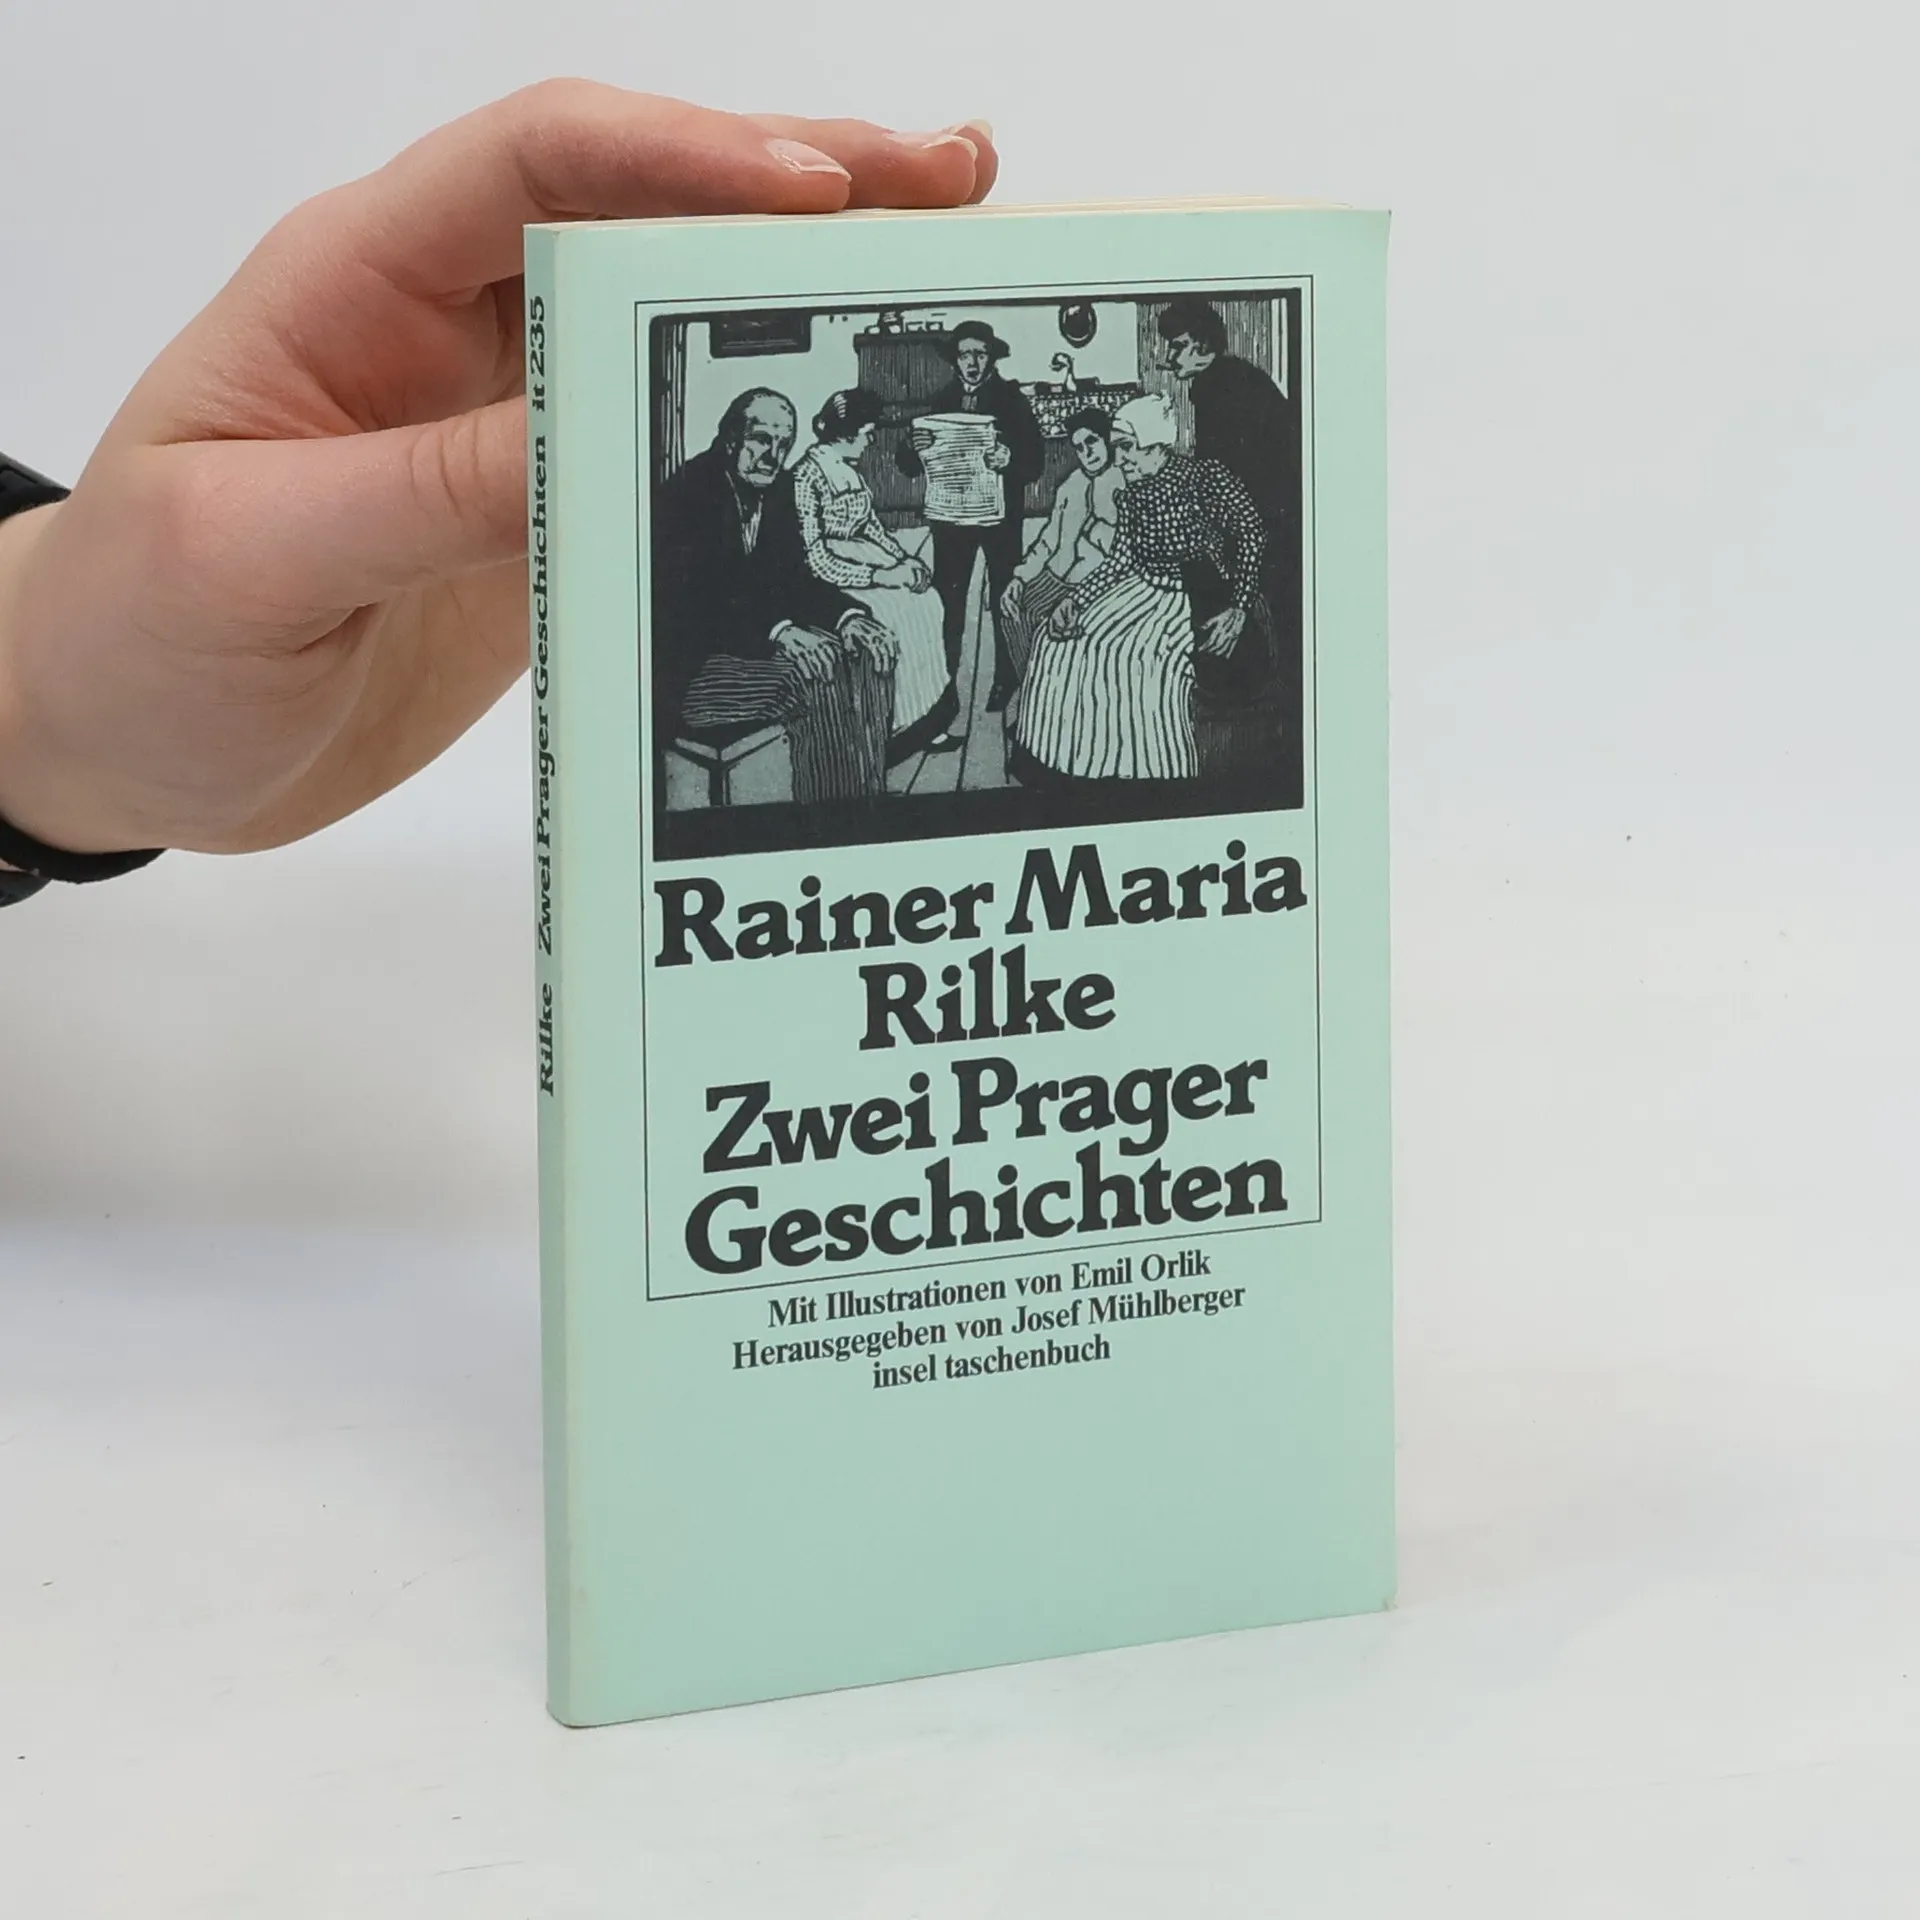 Rilke Zwei Prager Geschichten it 235
Rainer Maria
Rilke
Zwei Prager
Geschichten
Mit Illustrationen von Emil Orlik
Herausgegeben von Josef Mühlberger
insel taschenbuch